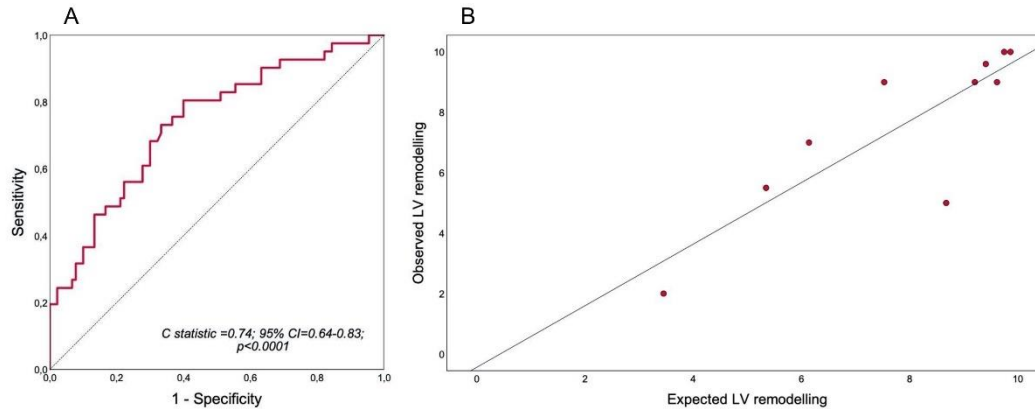 A
1,0
0,8
0,6
0,4
0,2
0,0
Sensitivity
C statistic =0.74; 95% CI=0.64-0.83;
p<0.0001
0,0 0,2 0,4 0,6 0,8 1,0
1 - Specificity
B
10
8
6
4
2
0
Observed LV remodelling
0 2 4 6 8 10
Expected LV remodelling